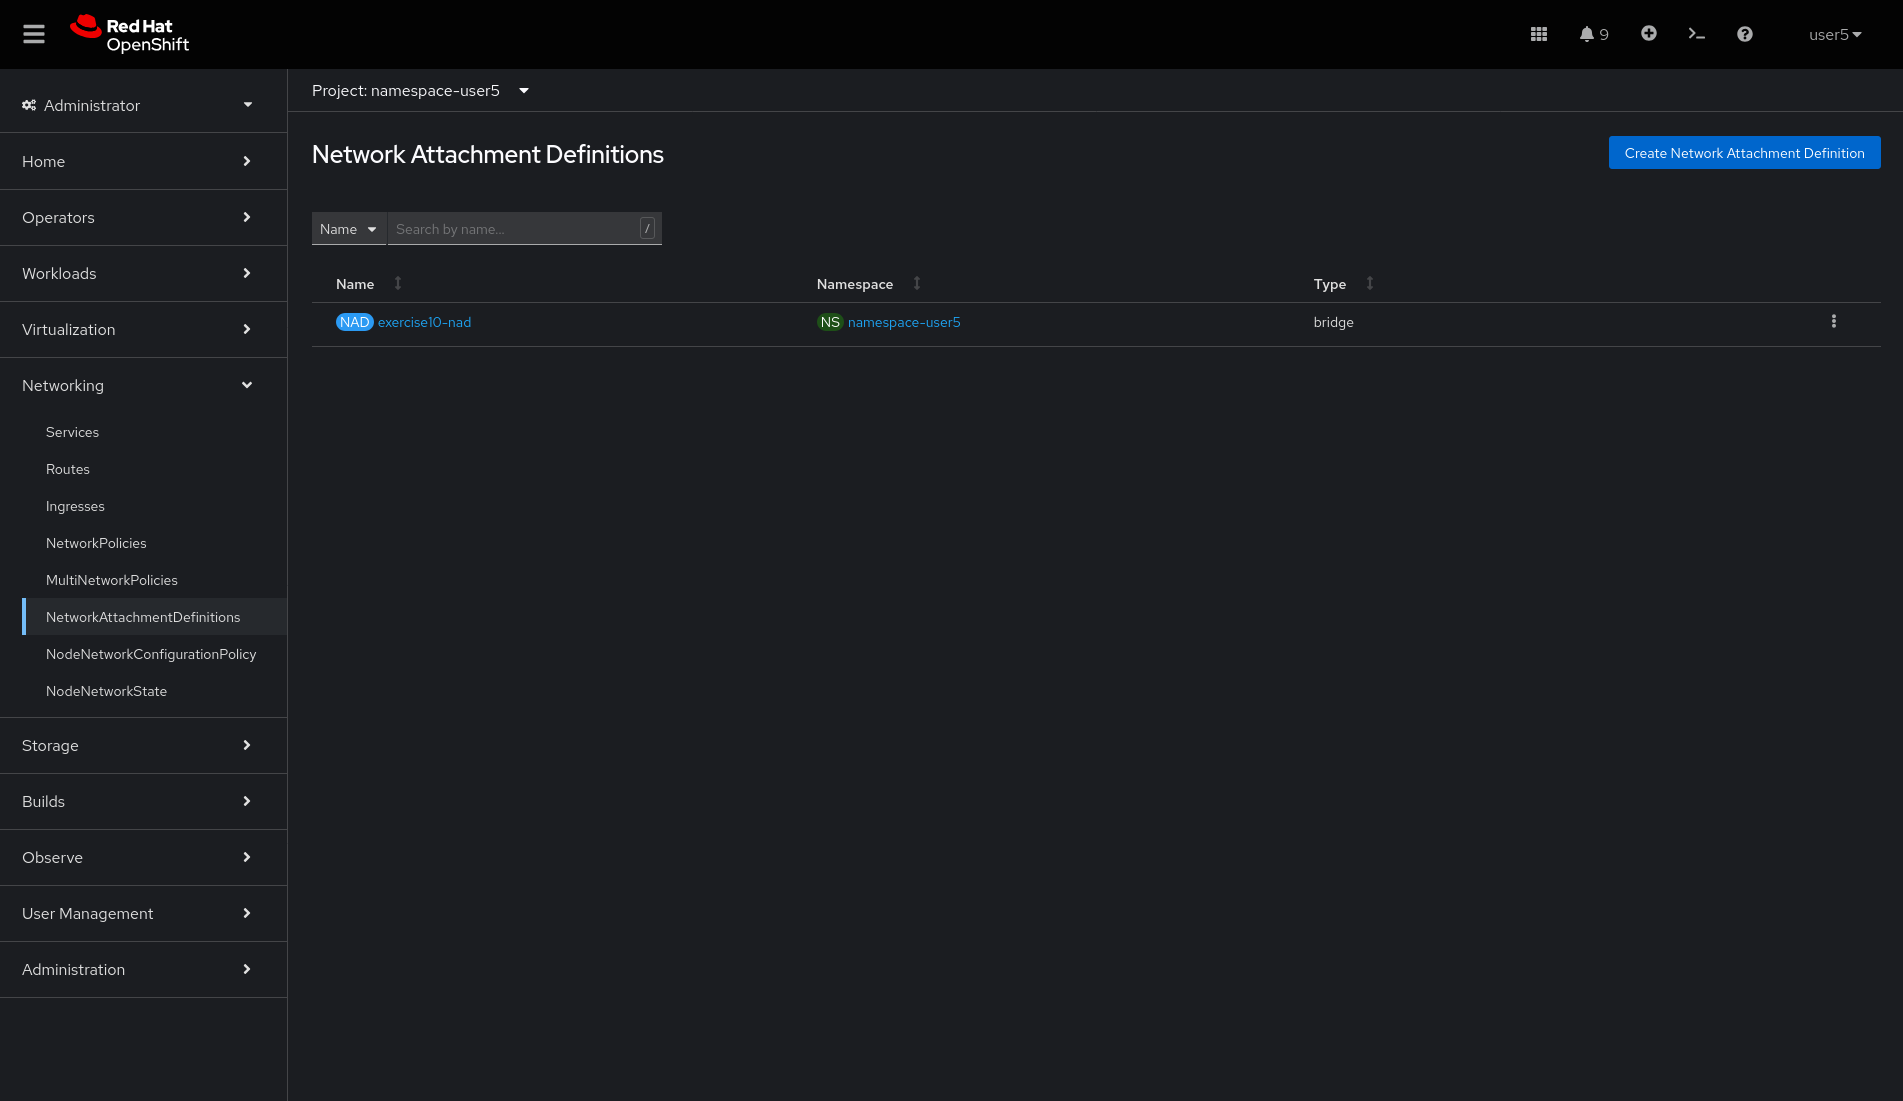 Red Hat
OpenShift
9
user5
Administrator
Home
Operators
Workloads
Virtualization
Networking
Services
Routes
Ingresses
NetworkPolicies
MultiNetworkPolicies
NetworkAttachmentDefinitions
NodeNetworkConfigurationPolicy
NodeNetworkState
Storage
Builds
Observe
User Management
Administration
Project: namespace-user5
Network Attachment Definitions
Create Network Attachment Definition
Name
Search by name...
/
Name Namespace Type
NAD exercise10-nad NS namespace-user5 bridge